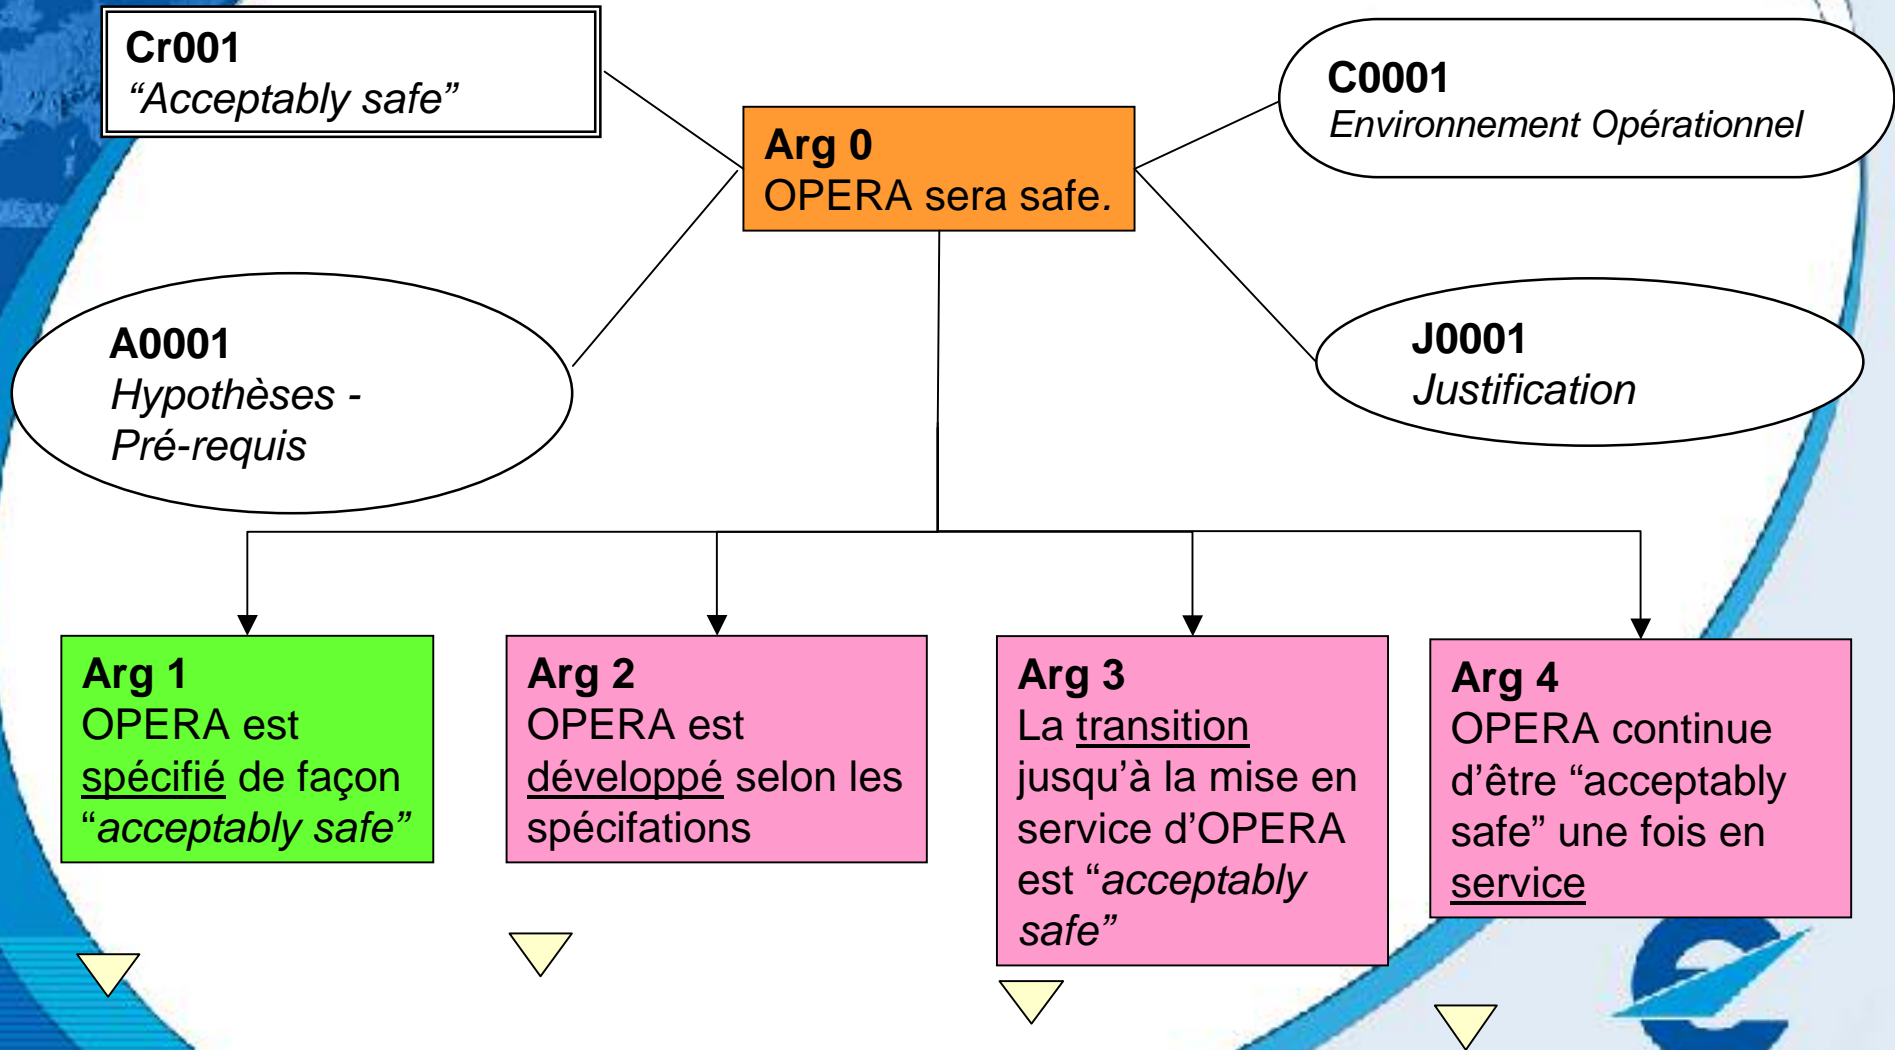 Cr001
“Acceptably safe”
C0001
Environnement Opérationnel
Arg 0
OPERA sera safe.
A0001
Hypothèses -
Pré-requis
J0001
Justification
Arg 1
OPERA est
spécifié de façon
“acceptably safe”
Arg 2
OPERA est
développé selon les
spécifations
Arg 3
La transition
jusqu’à la mise en
service d’OPERA
est “acceptably
safe”
Arg 4
OPERA continue
d’être “acceptably
safe” une fois en
service